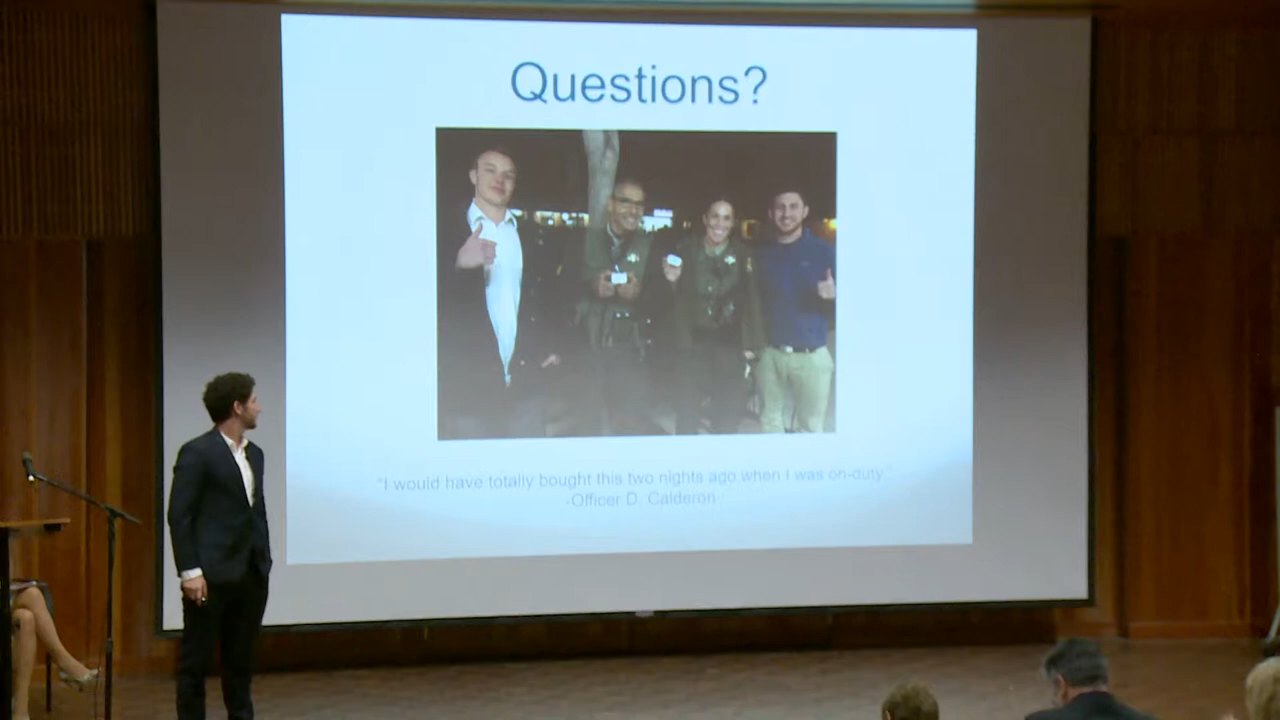 Questions?
"I would have totally bought this two nights ago when I was on-duty."
-Officer D. Calderon